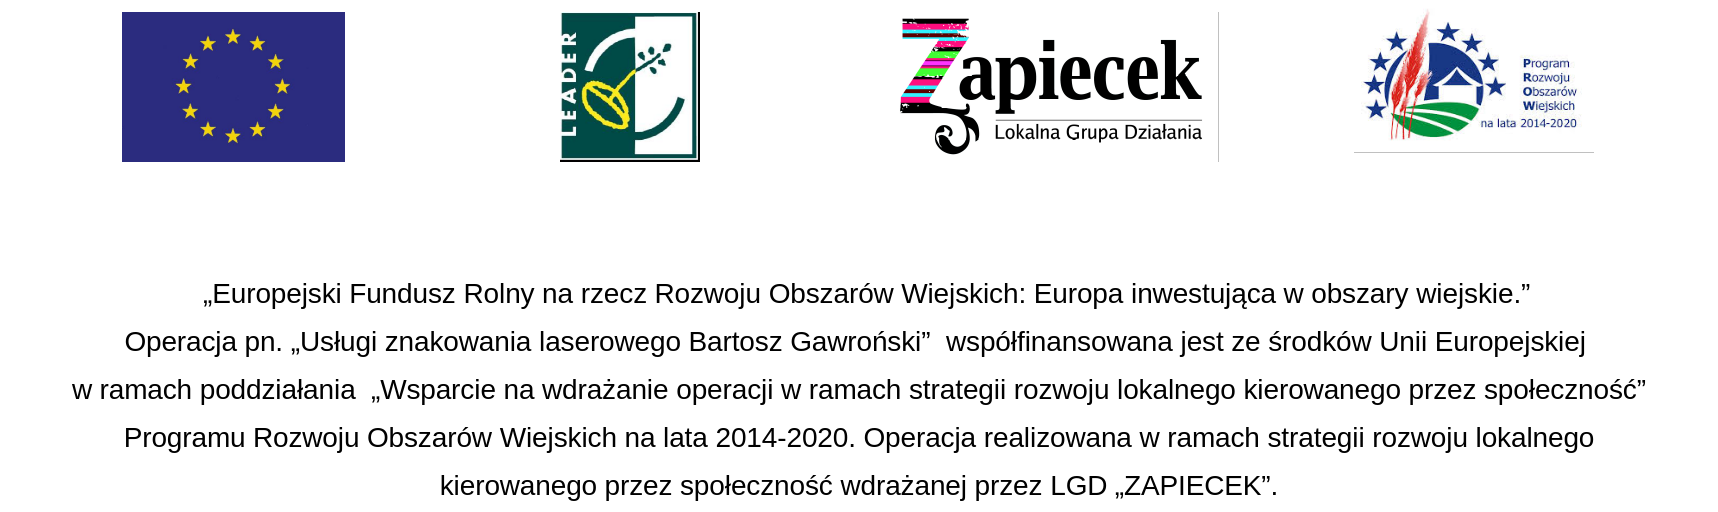 LEADER
Zapiecek
Lokalna Grupa Działania
Program
Rozwoju
Obszarów
Wiejskich
na lata 2014-2020
„Europejski Fundusz Rolny na rzecz Rozwoju Obszarów Wiejskich: Europa inwestująca w obszary wiejskie.”
Operacja pn. „Usługi znakowania laserowego Bartosz Gawroński”  współfinansowana jest ze środków Unii Europejskiej
w ramach poddziałania  „Wsparcie na wdrażanie operacji w ramach strategii rozwoju lokalnego kierowanego przez społeczność”
Programu Rozwoju Obszarów Wiejskich na lata 2014-2020. Operacja realizowana w ramach strategii rozwoju lokalnego
kierowanego przez społeczność wdrażanej przez LGD „ZAPIECEK”.